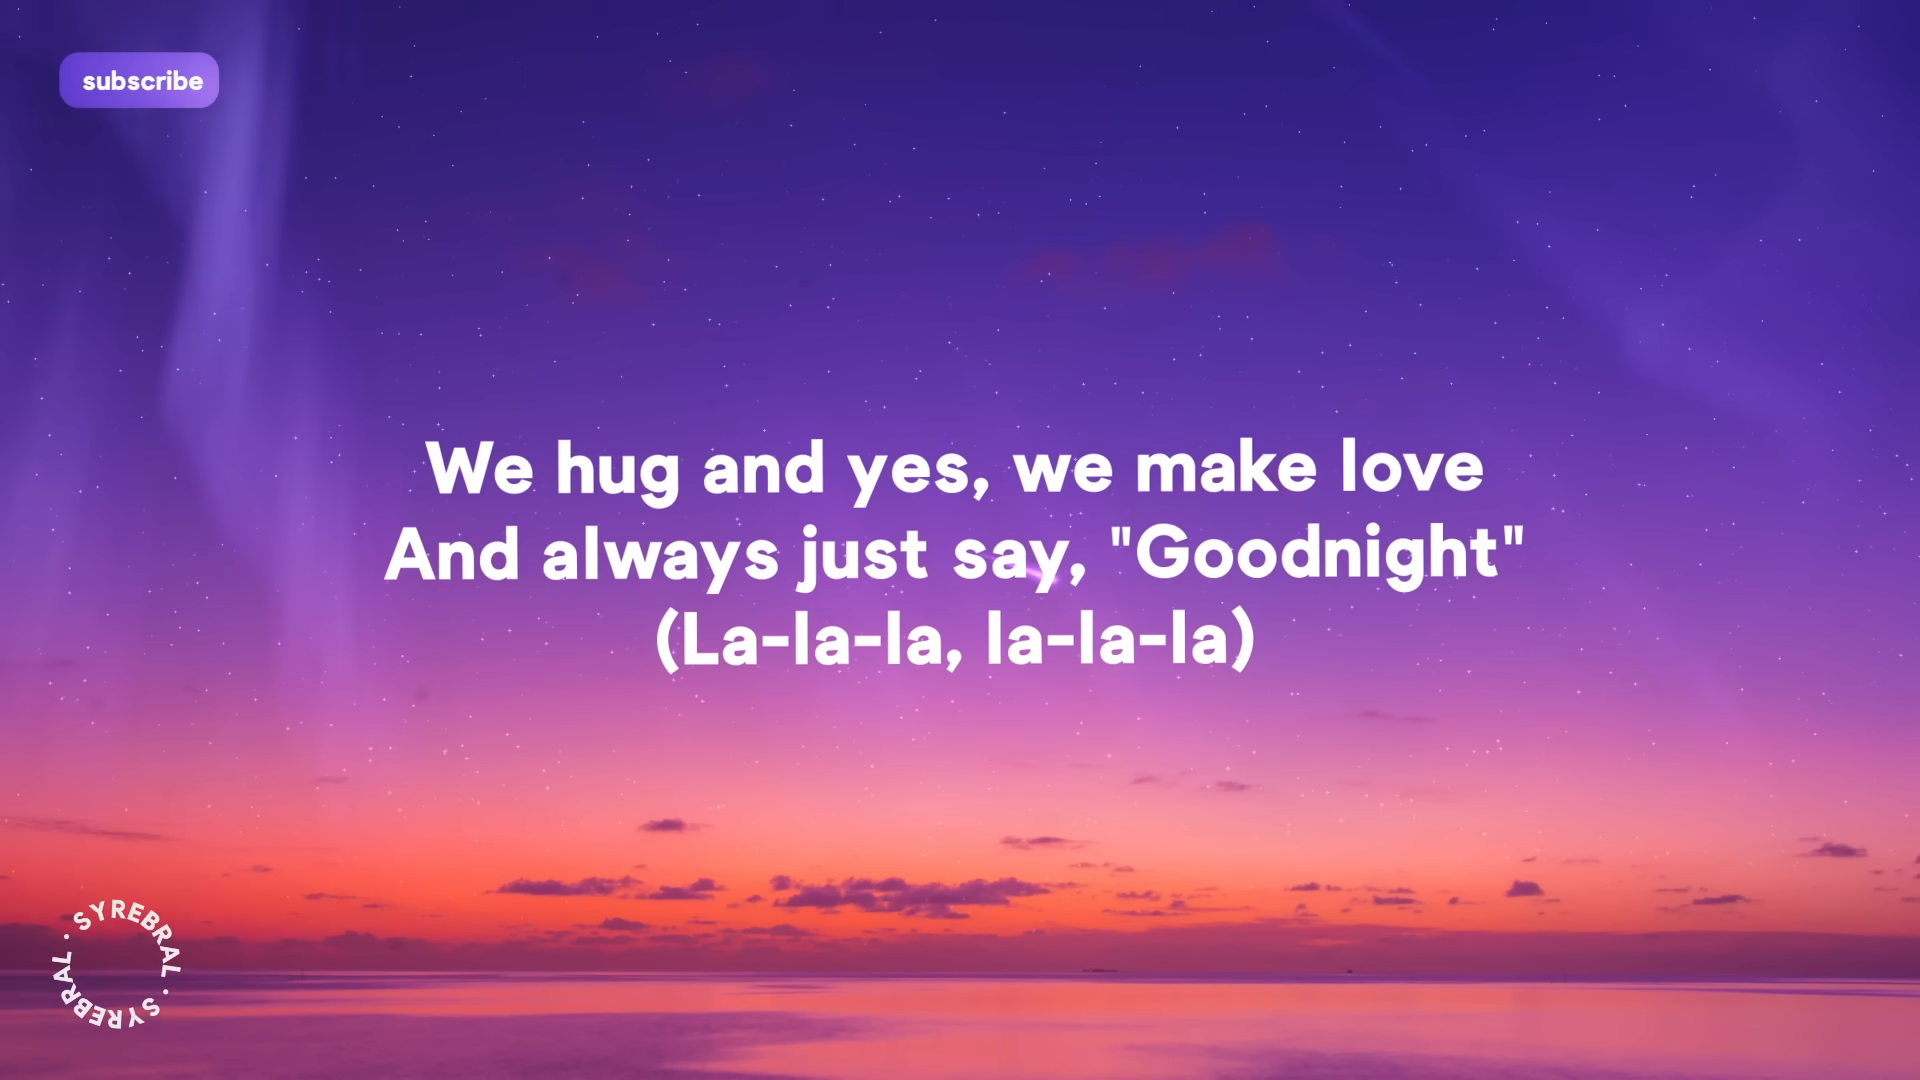 subscribe
We hug and yes, we make love
And always just say, "Goodnight"
(La-la-la, la-la-la)
SYREBRAL · SYREBRAL ·